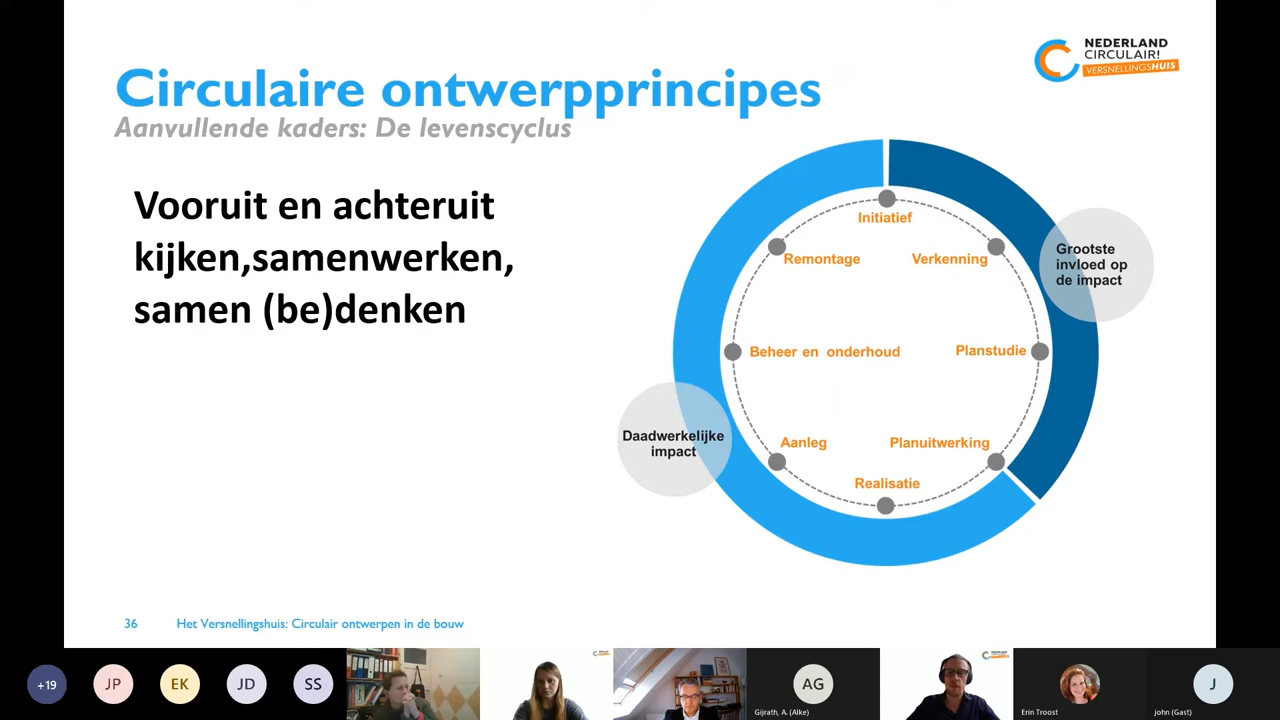 NEDERLAND
CIRCULAIR!
VERSNELLINGSHUIS
Circulaire ontwerpprincipes
Aanvullende kaders: De levenscyclus
Vooruit en achteruit
kijken,samenwerken,
samen (be)denken
Initiatief
Remontage
Verkenning
Grootste
invloed op
de impact
Beheer en onderhoud
Planstudie
Daadwerkelijke
impact
Aanleg
Planuitwerking
Realisatie
36
Het Versnellingshuis: Circulair ontwerpen in de bouw
+19
JP
EK
JD
SS
AG
Gijrath, A. (Alke)
Erin Troost
J
john (Gast)